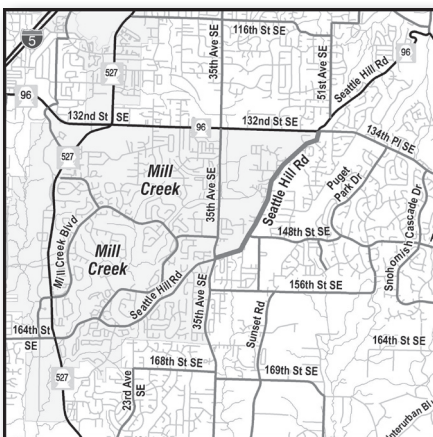 116th St SE
5
35th Ave SE
51st Ave SE
96
Seattle Hill Rd
527
96
132nd St SE
96
132nd St SE
134th Pl SE
527
Mill
Creek
35th Ave SE
Seattle Hill Rd
Puget
Park Dr
Mill Creek Blvd
Mill
Creek
148th St SE
Snohomish Cascade Dr
A
Seattle Hill Rd
156th St SE
35th Ave SE
Sunset Rd
164th St
SE
164th St SE
168th St SE
169th St SE
527
23rd Ave
SE
Interurban Bl